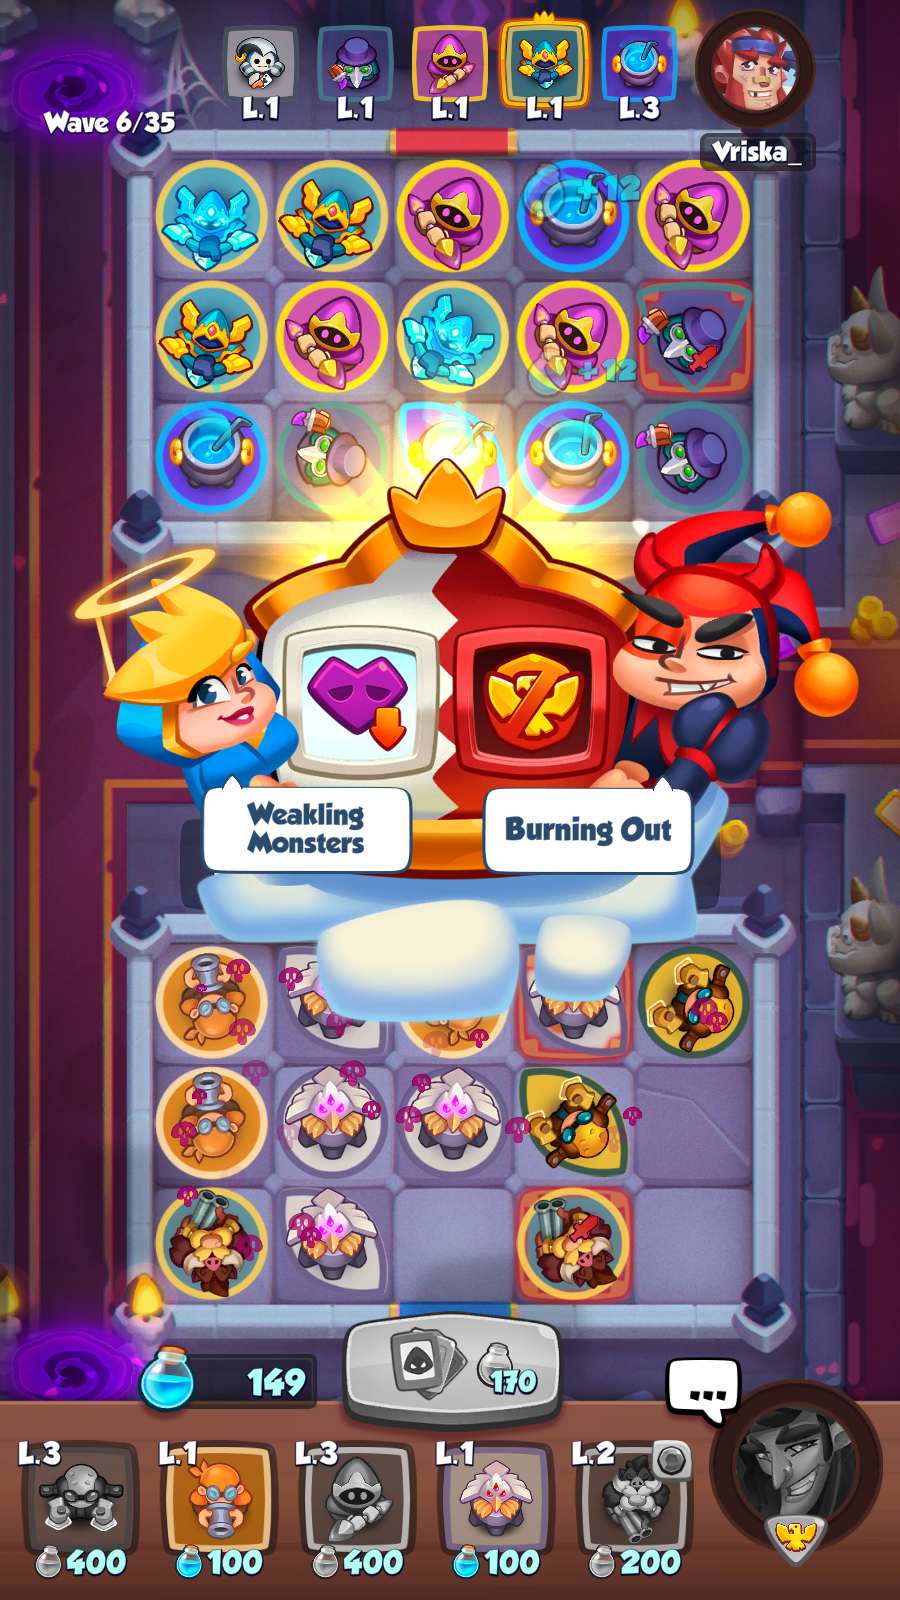 L.1
L.1
L.1
L.1
L.3
Wave 6/35
Vriska_
+12
+12
Weakling
Monsters
Burning Out
149
170
...
L.3
L.1
L.3
L.1
L.2
400
100
400
100
200